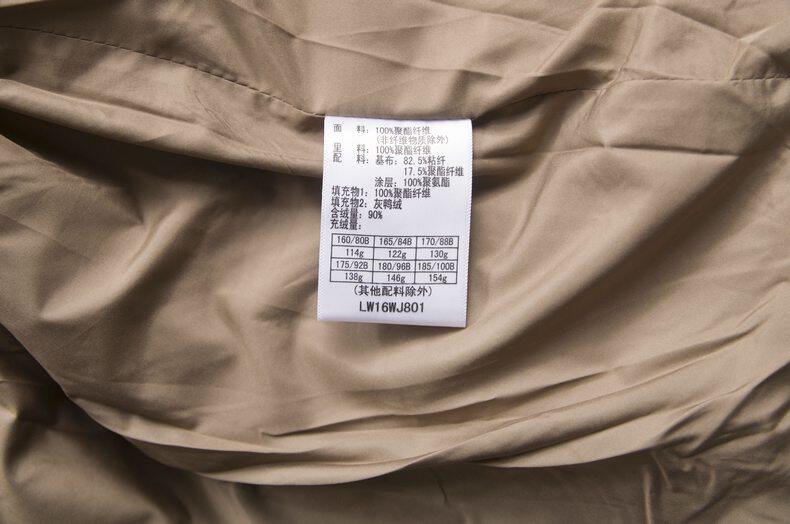 面 料：100%聚酯纤维
(非纤维物质除外)
里 料：100%聚酯纤维
配 料：基布：82.5%粘纤
17.5%聚酯纤维
涂层：100%聚氨酯
填充物1：100%聚酯纤维
填充物2：灰鸭绒
含绒量：90%
充绒量：
160/80B 165/84B 170/88B
114g 122g 130g
175/92B 180/96B 185/100B
138g 146g 154g
(其他配料除外)
LW16WJ801